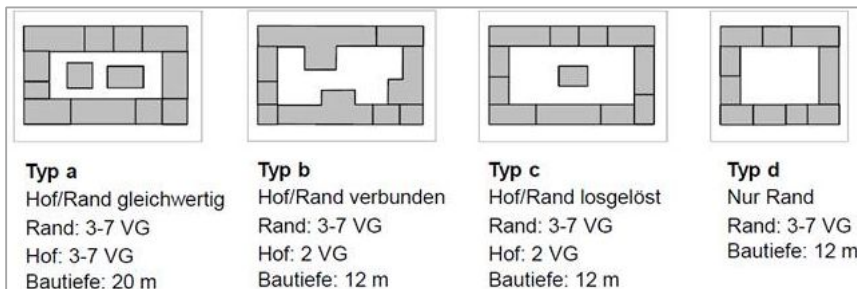 Typ a
Hof/Rand gleichwertig
Rand: 3-7 VG
Hof: 3-7 VG
Bautiefe: 20 m
Typ b
Hof/Rand verbunden
Rand: 3-7 VG
Hof: 2 VG
Bautiefe: 12 m
Typ c
Hof/Rand losgelöst
Rand: 3-7 VG
Hof: 2 VG
Bautiefe: 12 m
Typ d
Nur Rand
Rand: 3-7 VG
Bautiefe: 12 m